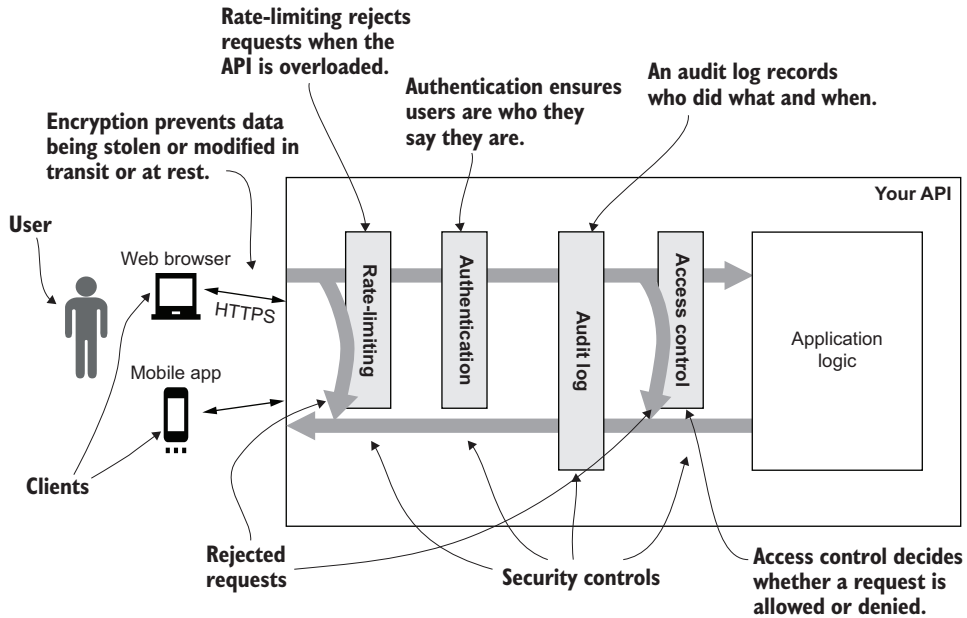 Rate-limiting rejects
requests when the
API is overloaded.
Authentication ensures
users are who they
say they are.
An audit log records
who did what and when.
Encryption prevents data
being stolen or modified in
transit or at rest.
User
Your API
Web browser
HTTPS
Mobile app
Clients
Rate-limiting
Authentication
Audit log
Access control
Application
logic
Rejected
requests
Security controls
Access control decides
whether a request is
allowed or denied.